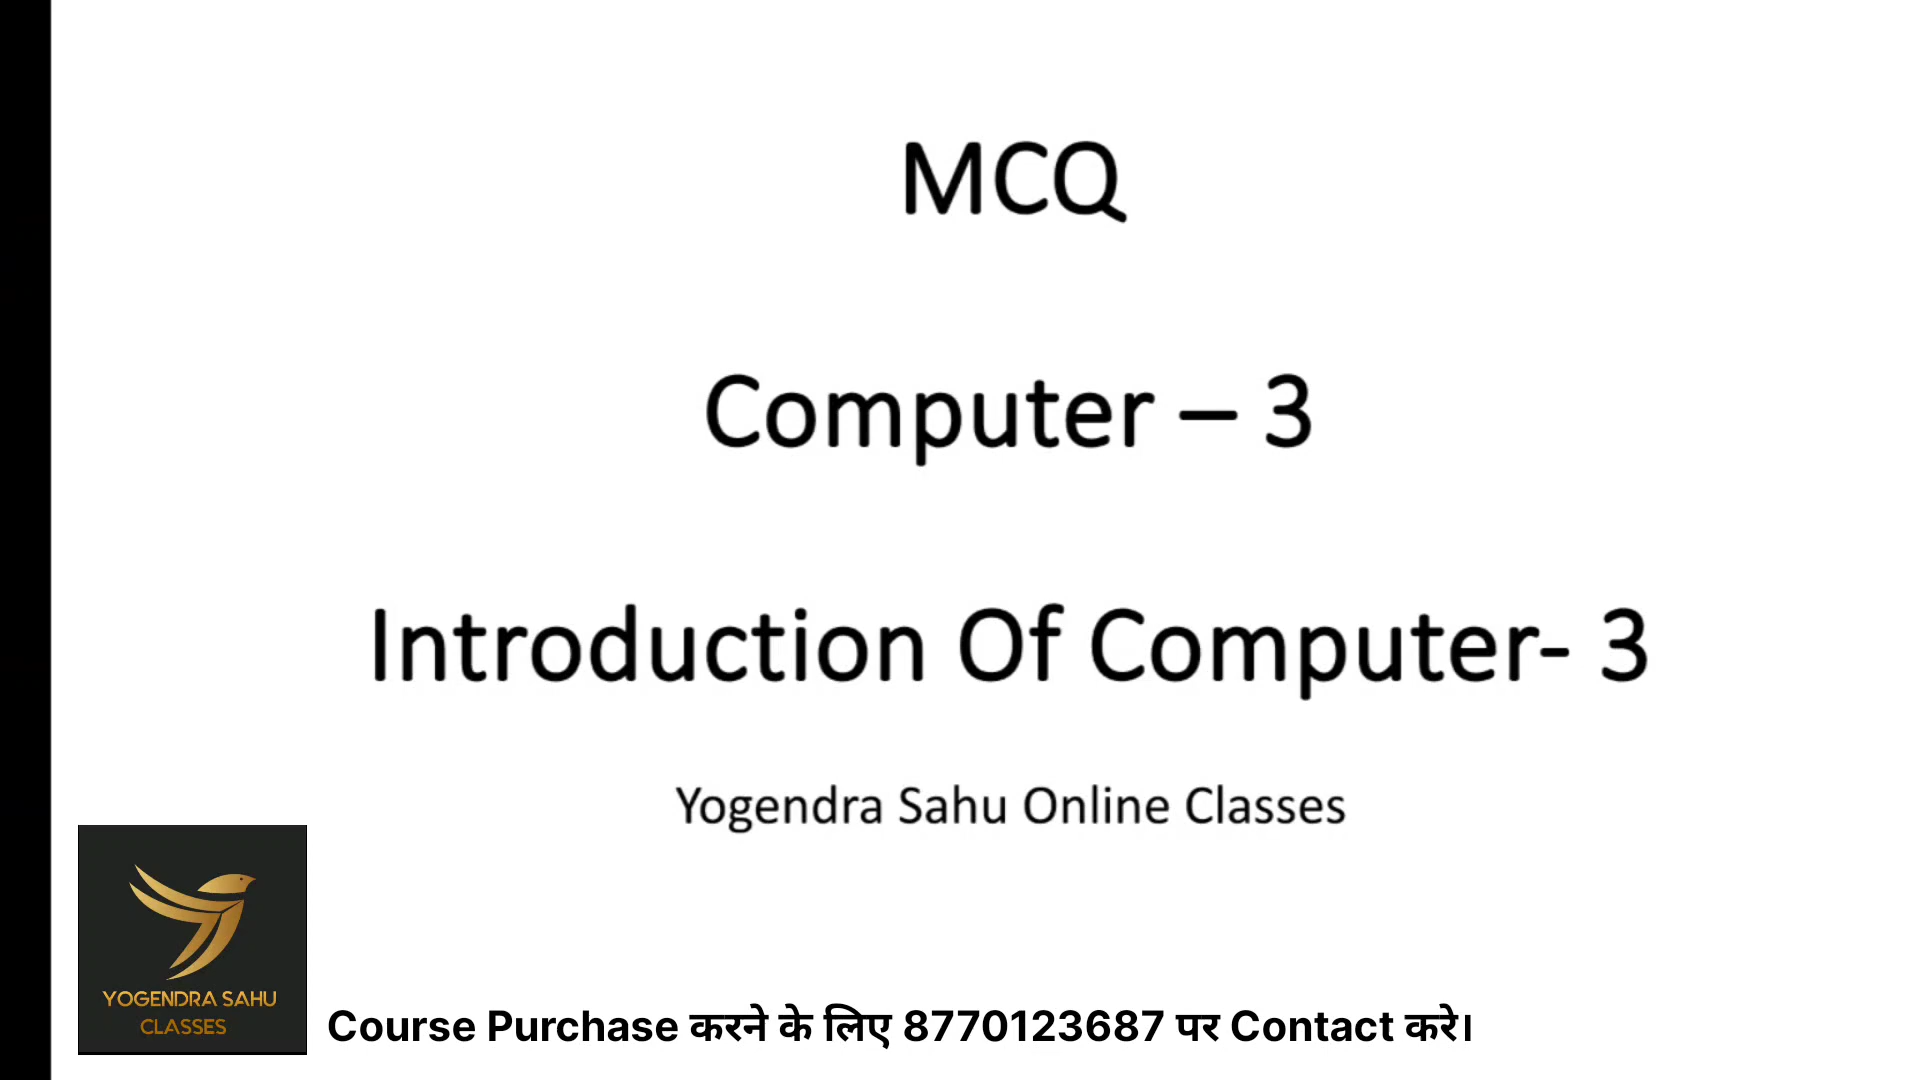 MCQ
Computer – 3
Introduction Of Computer- 3
Yogendra Sahu Online Classes
YOGENDRA SAHU
CLASSES
Course Purchase करने के लिए 8770123687 पर Contact करे।